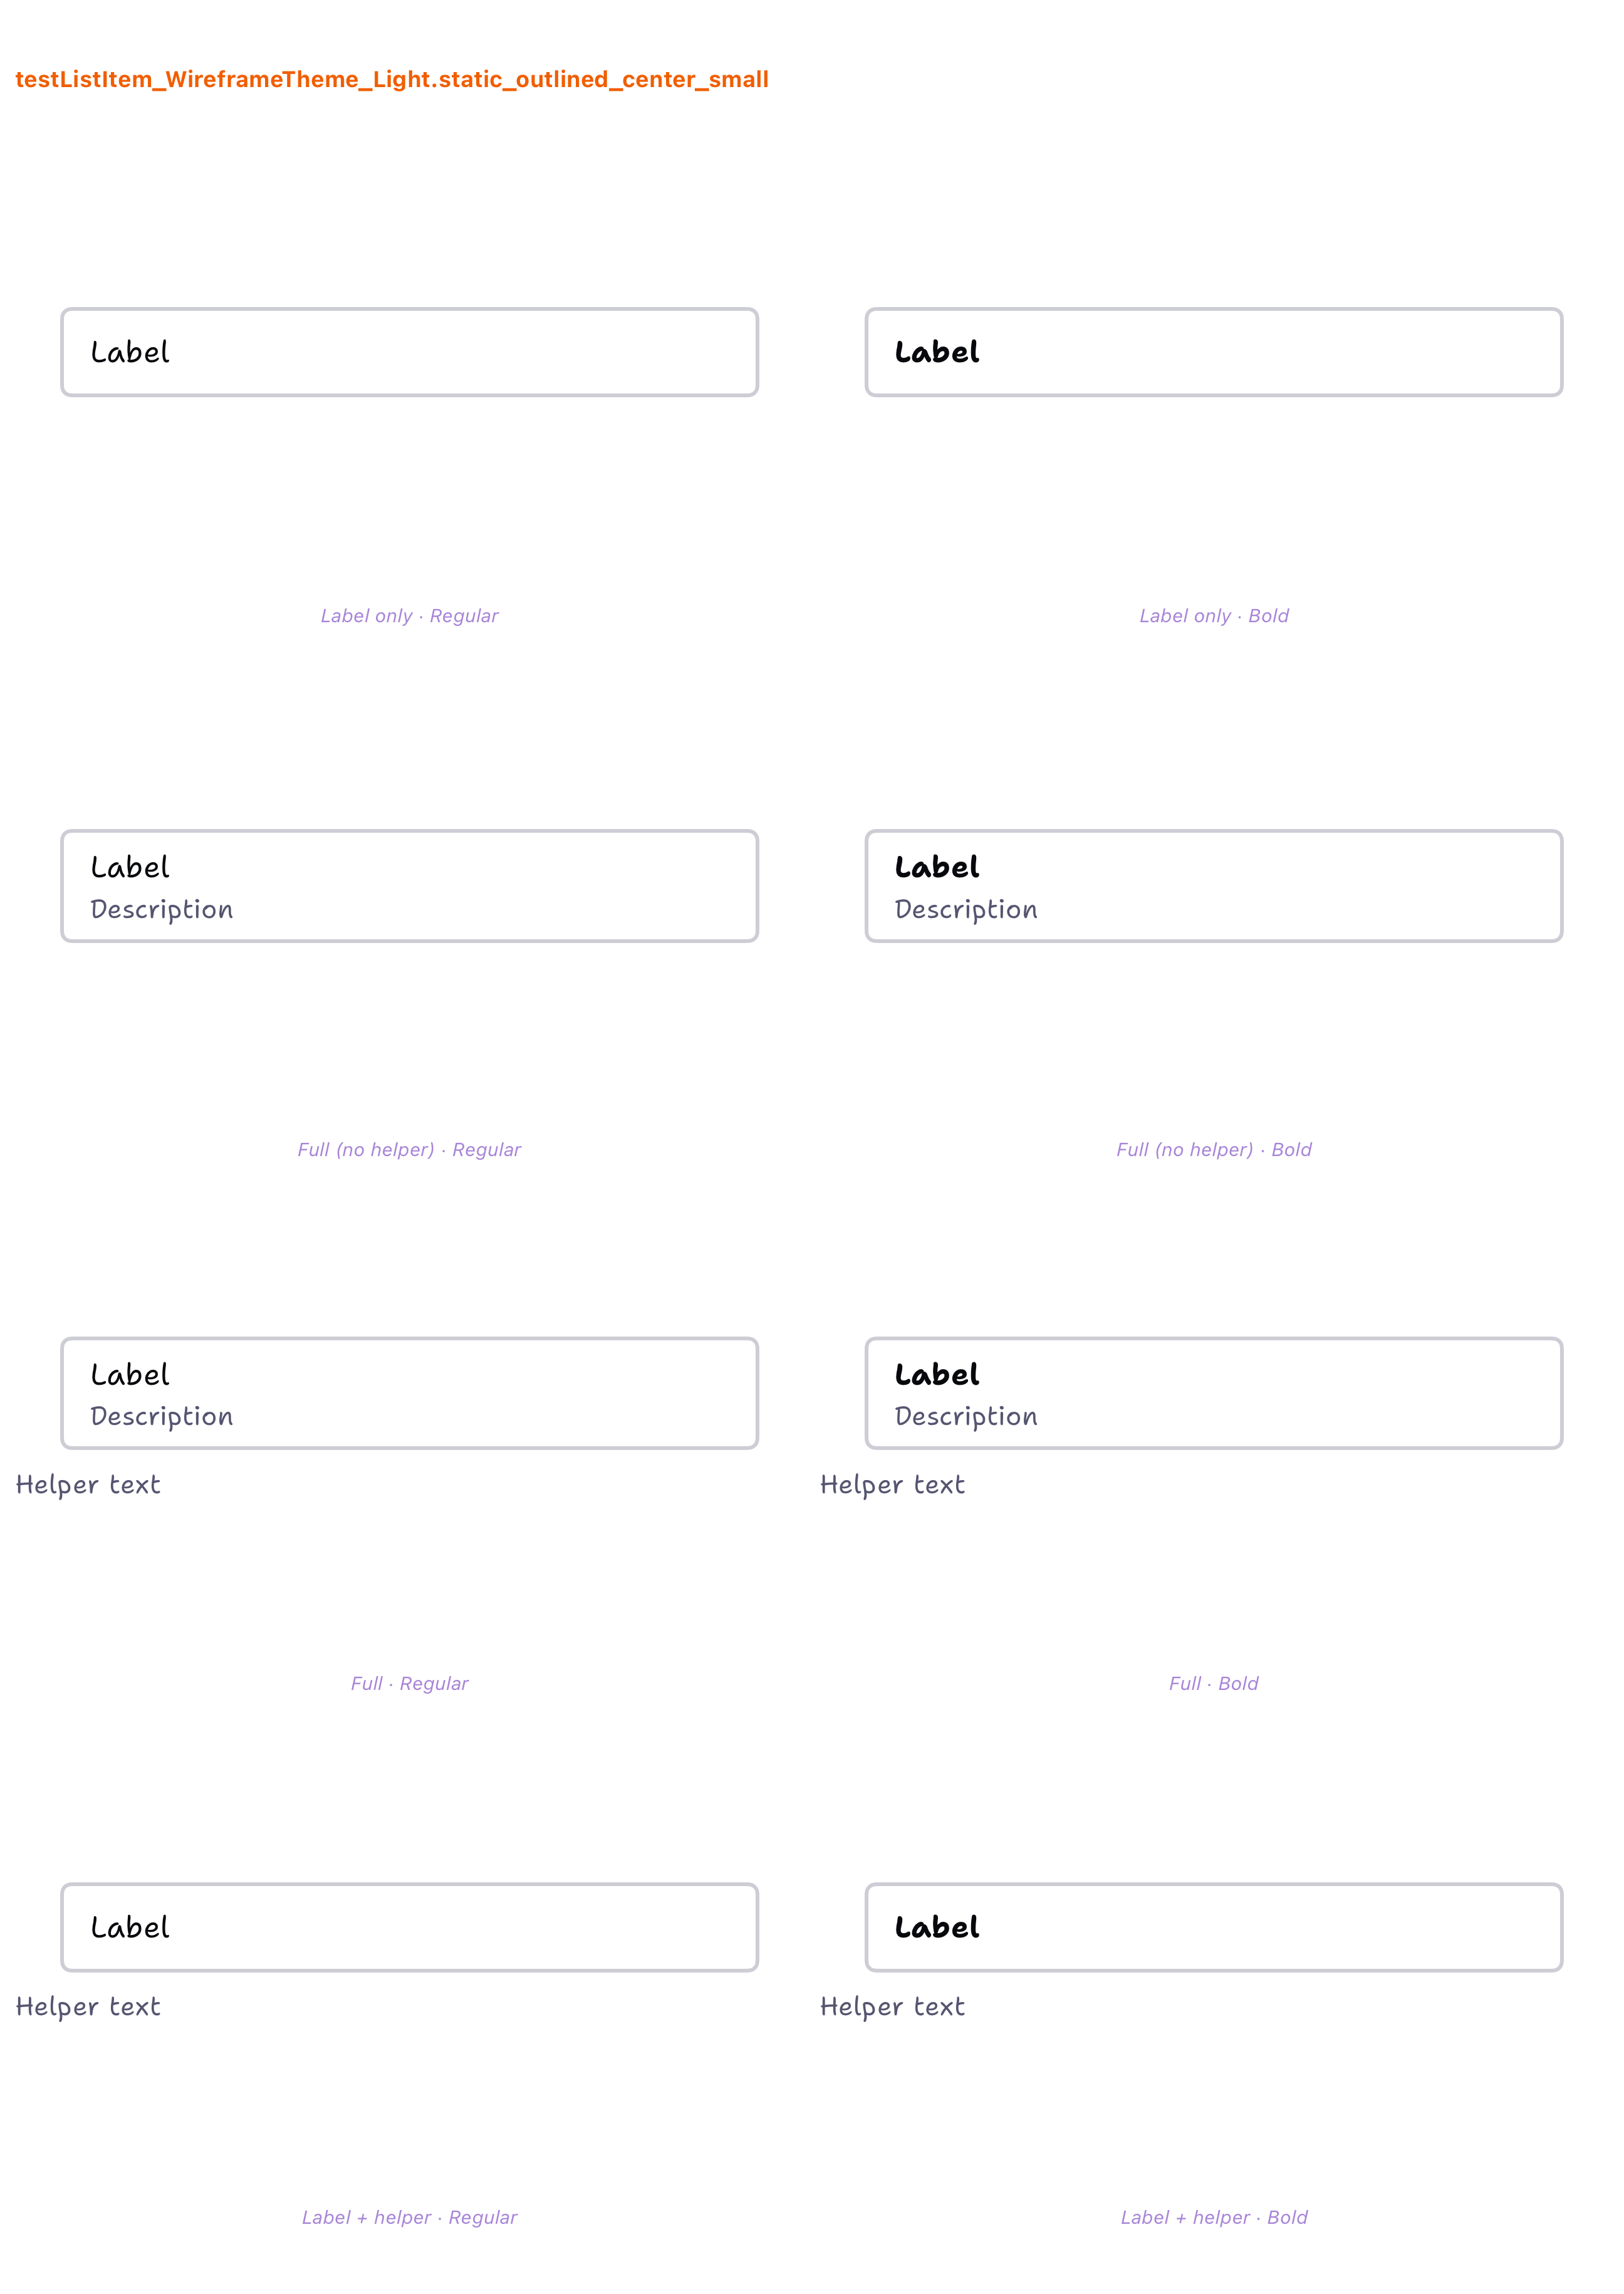 testListItem_WireframeTheme_Light.static_outlined_center_small
Label
Label
Label only · Regular
Label only · Bold
Label
Description
Label
Description
Full (no helper) · Regular
Full (no helper) · Bold
Label
Description
Helper text
Label
Description
Helper text
Full · Regular
Full · Bold
Label
Helper text
Label
Helper text
Label + helper · Regular
Label + helper · Bold